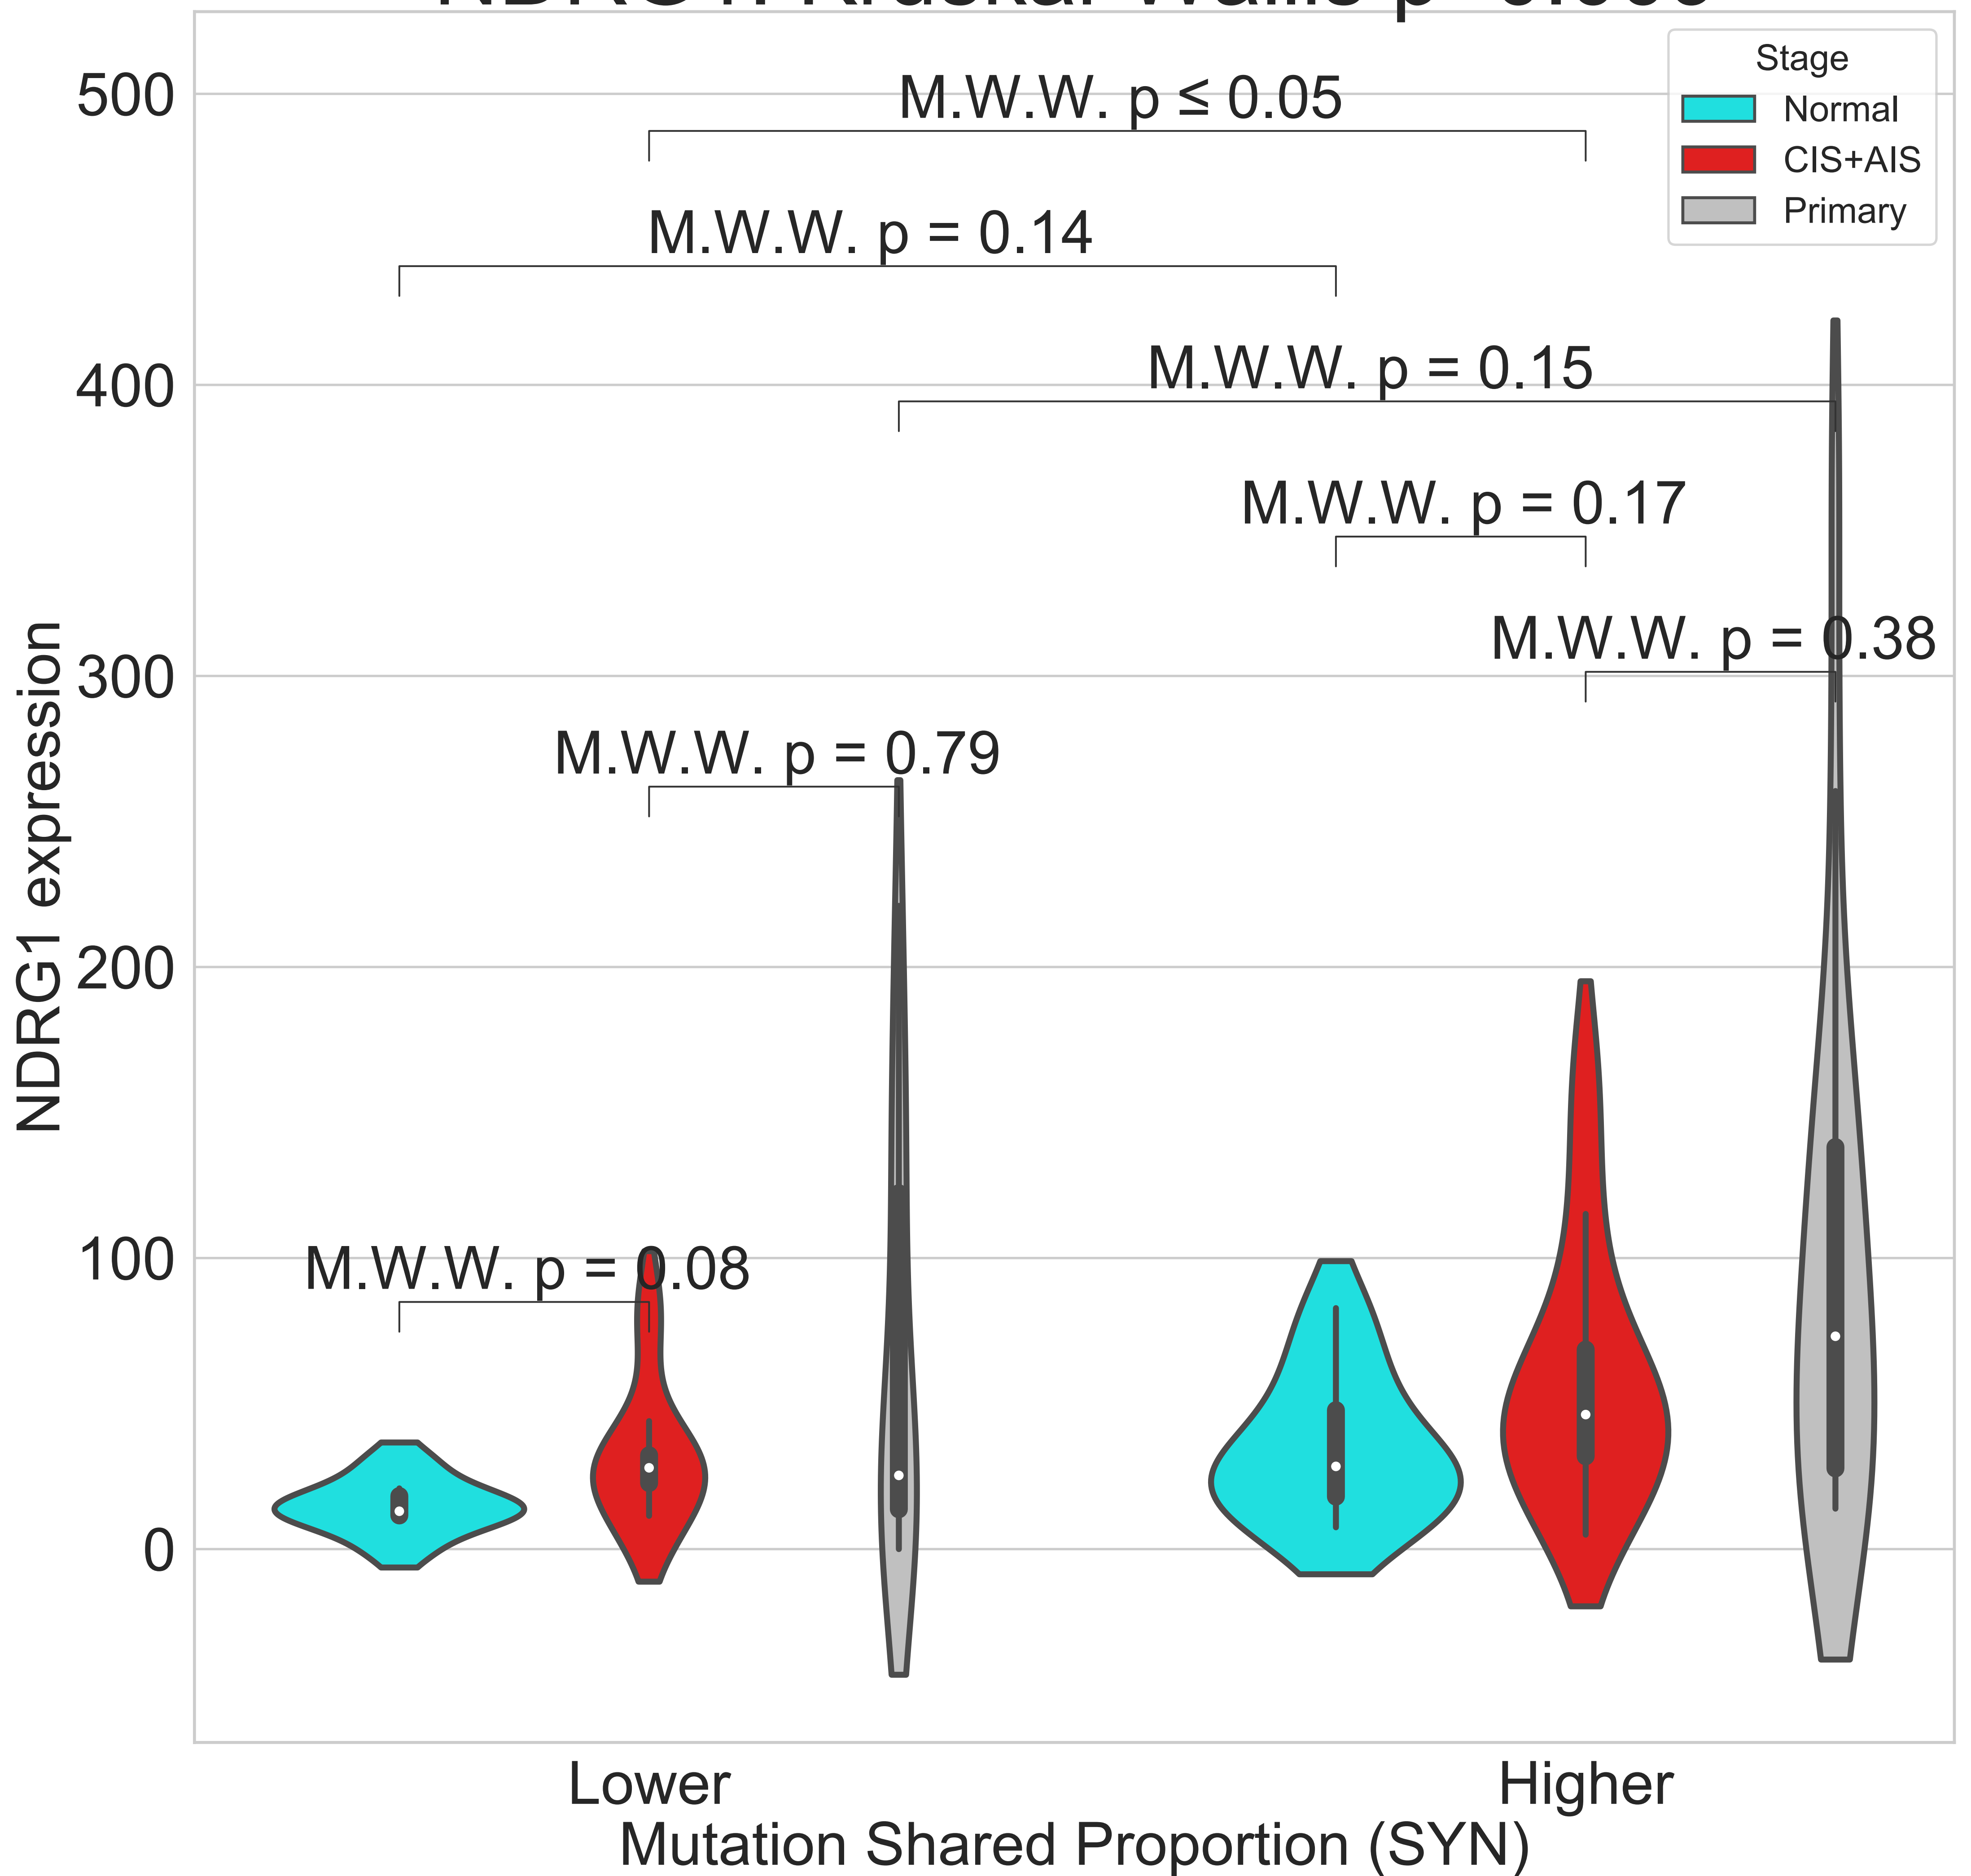 500
400
300
200
100
0
NDRG1 expression
M.W.W. p ≤ 0.05
M.W.W. p = 0.14
M.W.W. p = 0.15
M.W.W. p = 0.17
M.W.W. p = 0.38
M.W.W. p = 0.79
M.W.W. p = 0.08
Stage
Normal
CIS+AIS
Primary
Lower
Higher
Mutation Shared Proportion (SYN)